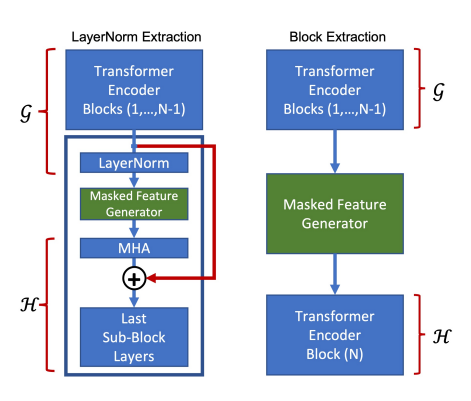 LayerNorm Extraction
Transformer
Encoder
Blocks (1,...,N-1)
𝒢
LayerNorm
Masked Feature
Generator
MHA
+
ℋ
Last
Sub-Block
Layers
Block Extraction
Transformer
Encoder
Blocks (1,...,N-1)
𝒢
Masked Feature
Generator
Transformer
Encoder
Block (N)
ℋ